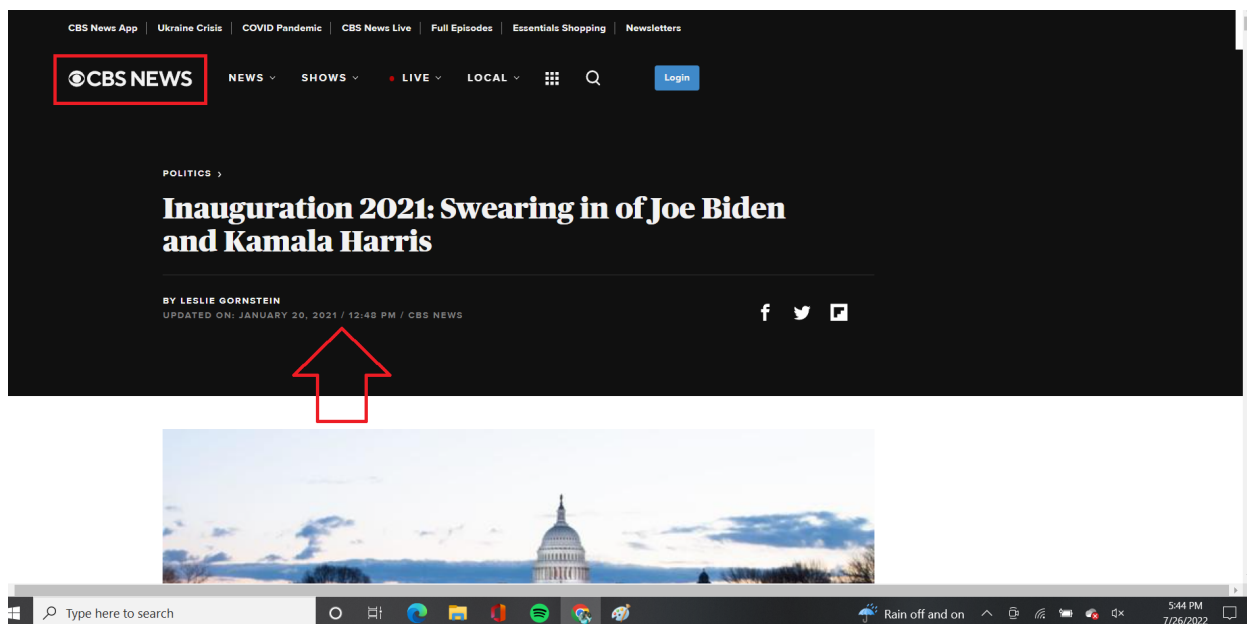 CBS News App | Ukraine Crisis | COVID Pandemic | CBS News Live | Full Episodes | Essentials Shopping | Newsletters
CBS NEWS NEWS SHOWS LIVE LOCAL Login
POLITICS
Inauguration 2021: Swearing in of Joe Biden
and Kamala Harris
BY LESLIE GORNSTEIN
UPDATED ON: JANUARY 20, 2021 / 12:48 PM / CBS NEWS
Type here to search Rain off and on 5:44 PM
7/26/2022